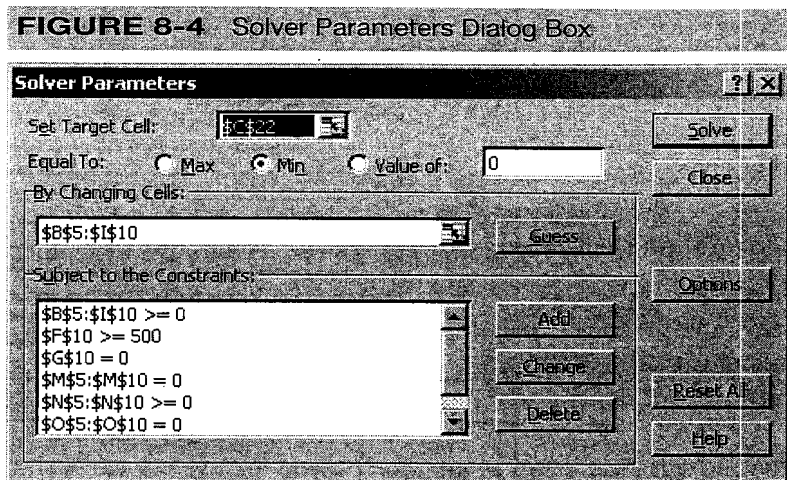 FIGURE 8-4 Solver Parameters Dialog Box
Solver Parameters
Set Target Cell: $C$22
Solve
Equal To: Max Min Value of: 0
Close
By Changing Cells:
$B$5:$I$10
Guess
Subject to the Constraints:
Options
$B$5:$I$10 >= 0
Add
$F$10 >= 500
$G$10 = 0
Change
$M$5:$M$10 = 0
$N$5:$N$10 >= 0
Reset All
Delete
$O$5:$O$10 = 0
Help